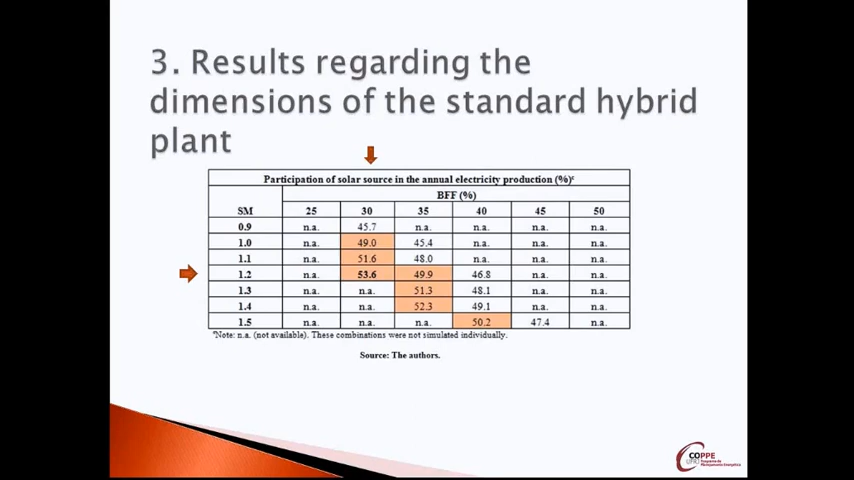 3. Results regarding the
dimensions of the standard hybrid
plant
Participation of solar source in the annual electricity production (%)ª
BFF (%)
SM 25 30 35 40 45 50
0.9 n.a. 45.7 n.a. n.a. n.a. n.a.
1.0 n.a. 49.0 45.4 n.a. n.a. n.a.
1.1 n.a. 51.6 48.0 n.a. n.a. n.a.
1.2 n.a. 53.6 49.9 46.8 n.a. n.a.
1.3 n.a. n.a. 51.3 48.1 n.a. n.a.
1.4 n.a. n.a. 52.3 49.1 n.a. n.a.
1.5 n.a. n.a. n.a. 50.2 47.4 n.a.
ªNote: n.a. (not available). These combinations were not simulated individually.
Source: The authors.
COPPE
UFRJ
Planejamento Energético